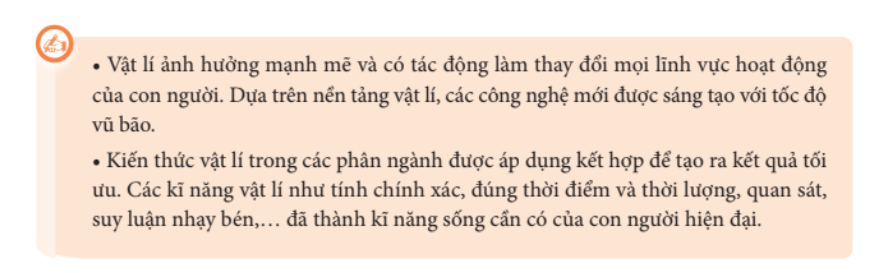 • Vật lí ảnh hưởng mạnh mẽ và có tác động làm thay đổi mọi lĩnh vực hoạt động
của con người. Dựa trên nền tảng vật lí, các công nghệ mới được sáng tạo với tốc độ
vũ bão.
• Kiến thức vật lí trong các phân ngành được áp dụng kết hợp để tạo ra kết quả tối
ưu. Các kĩ năng vật lí như tính chính xác, đúng thời điểm và thời lượng, quan sát,
suy luận nhạy bén,… đã thành kĩ năng sống cần có của con người hiện đại.